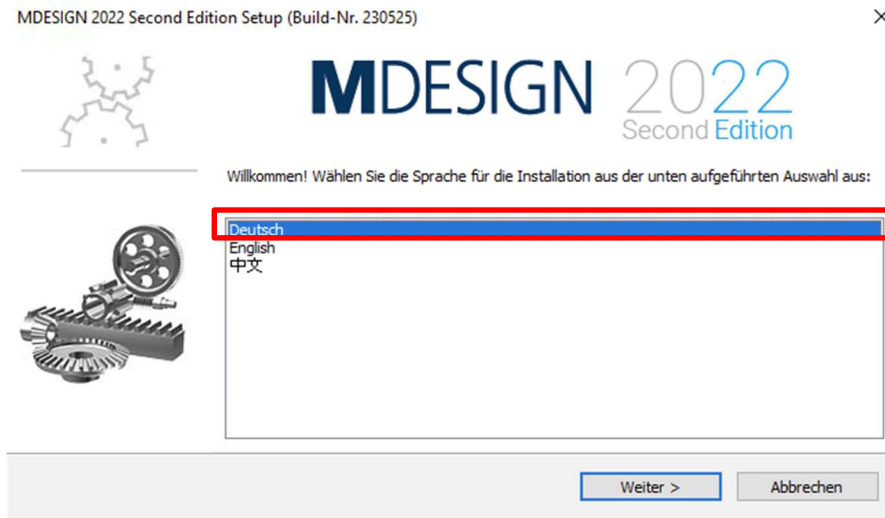 MDESIGN 2022 Second Edition Setup (Build-Nr. 230525)
MDESIGN 2022
Second Edition
Willkommen! Wählen Sie die Sprache für die Installation aus der unten aufgeführten Auswahl aus:
Deutsch
English
中文
Weiter >
Abbrechen